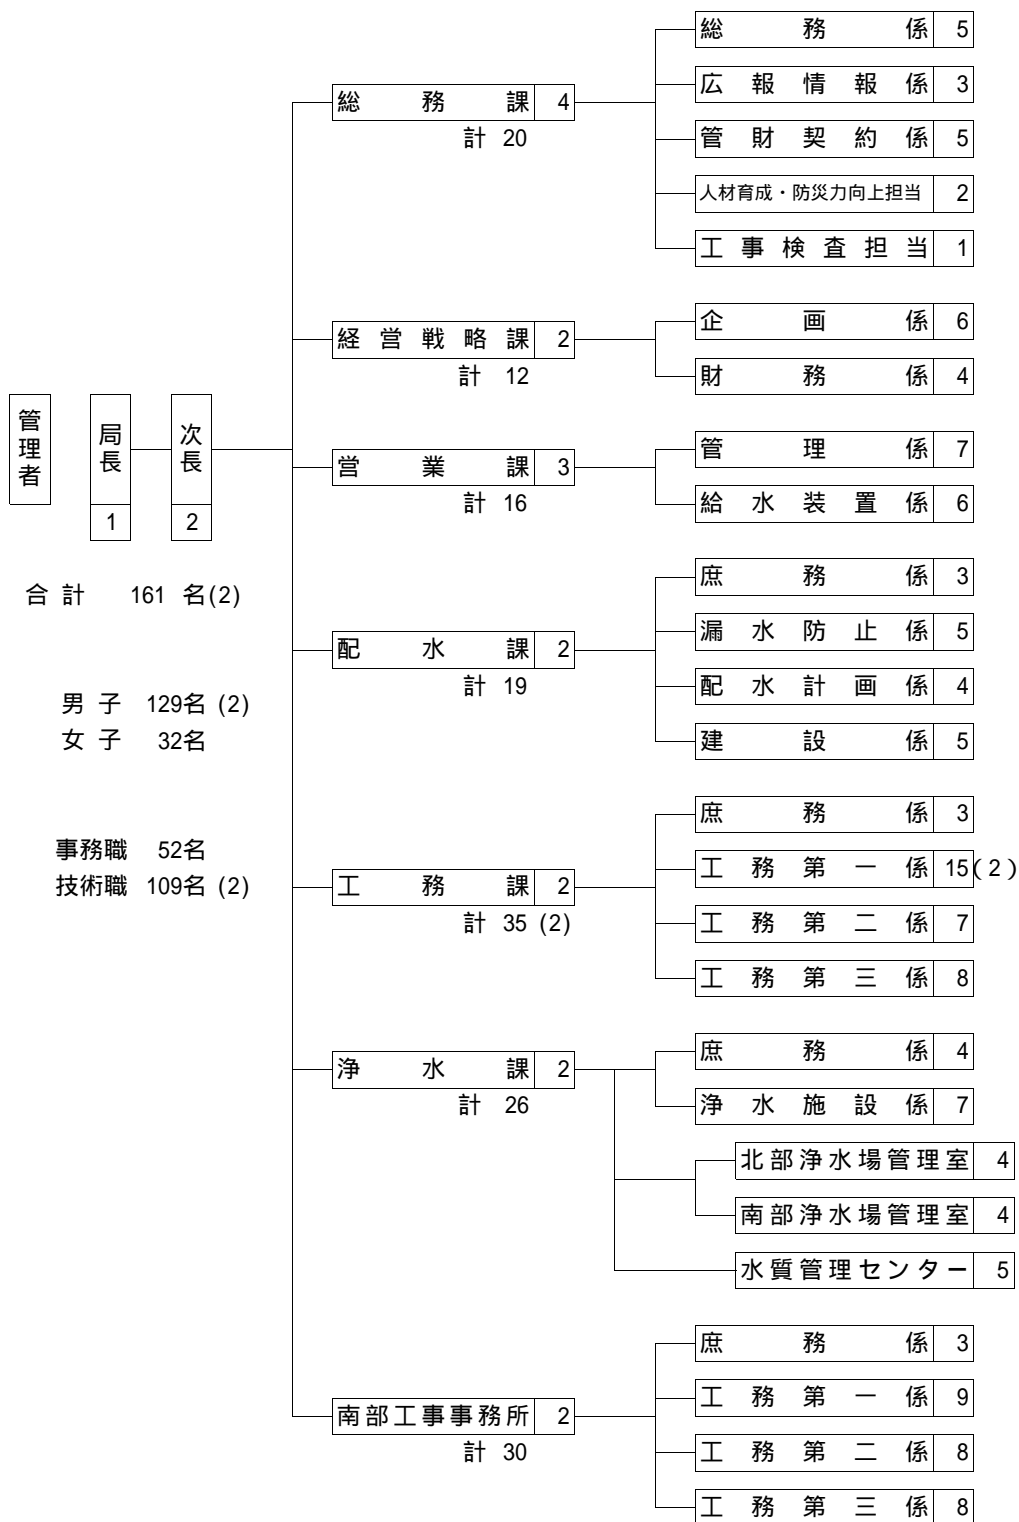 管理者
局長 1
次長 2
合計 161 名(2)
男子 129名 (2)
女子 32名
事務職 52名
技術職 109名 (2)
総務課 4
計 20
総務係 5
広報情報係 3
管財契約係 5
人材育成・防災力向上担当 2
工事検査担当 1
経営戦略課 2
計 12
企画係 6
財務係 4
営業課 3
計 16
管理係 7
給水装置係 6
配水課 2
計 19
庶務係 3
漏水防止係 5
配水計画係 4
建設係 5
工務課 2
計 35 (2)
庶務係 3
工務第一係 15(2)
工務第二係 7
工務第三係 8
浄水課 2
計 26
庶務係 4
浄水施設係 7
北部浄水場管理室 4
南部浄水場管理室 4
水質管理センター 5
南部工事事務所 2
計 30
庶務係 3
工務第一係 9
工務第二係 8
工務第三係 8